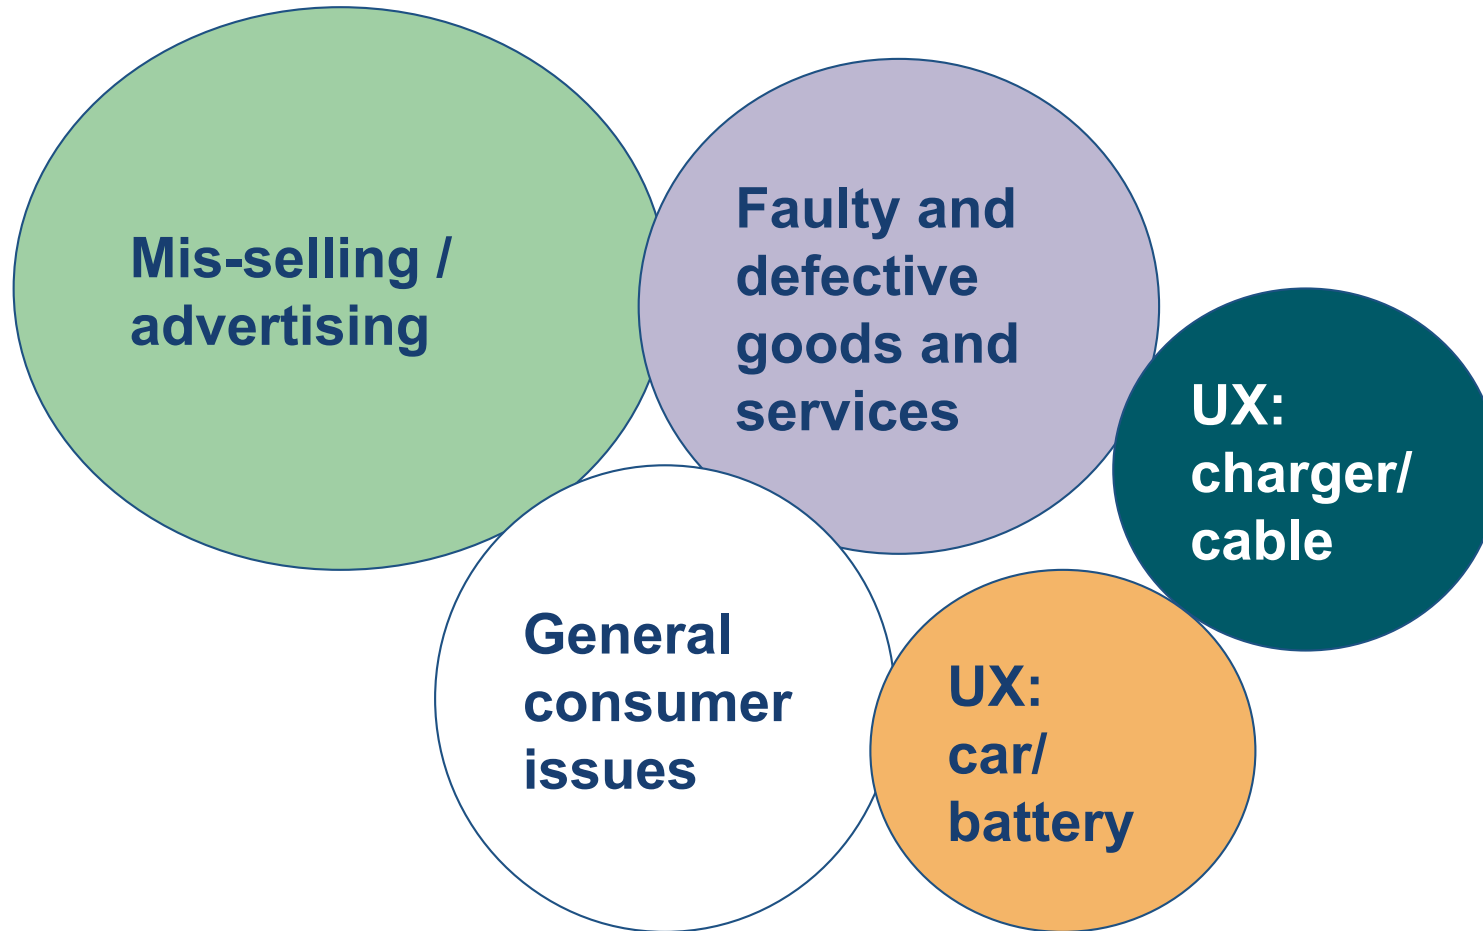 Mis-selling /
advertising
Faulty and
defective
goods and
services
UX:
charger/
cable
General
consumer
issues
UX:
car/
battery